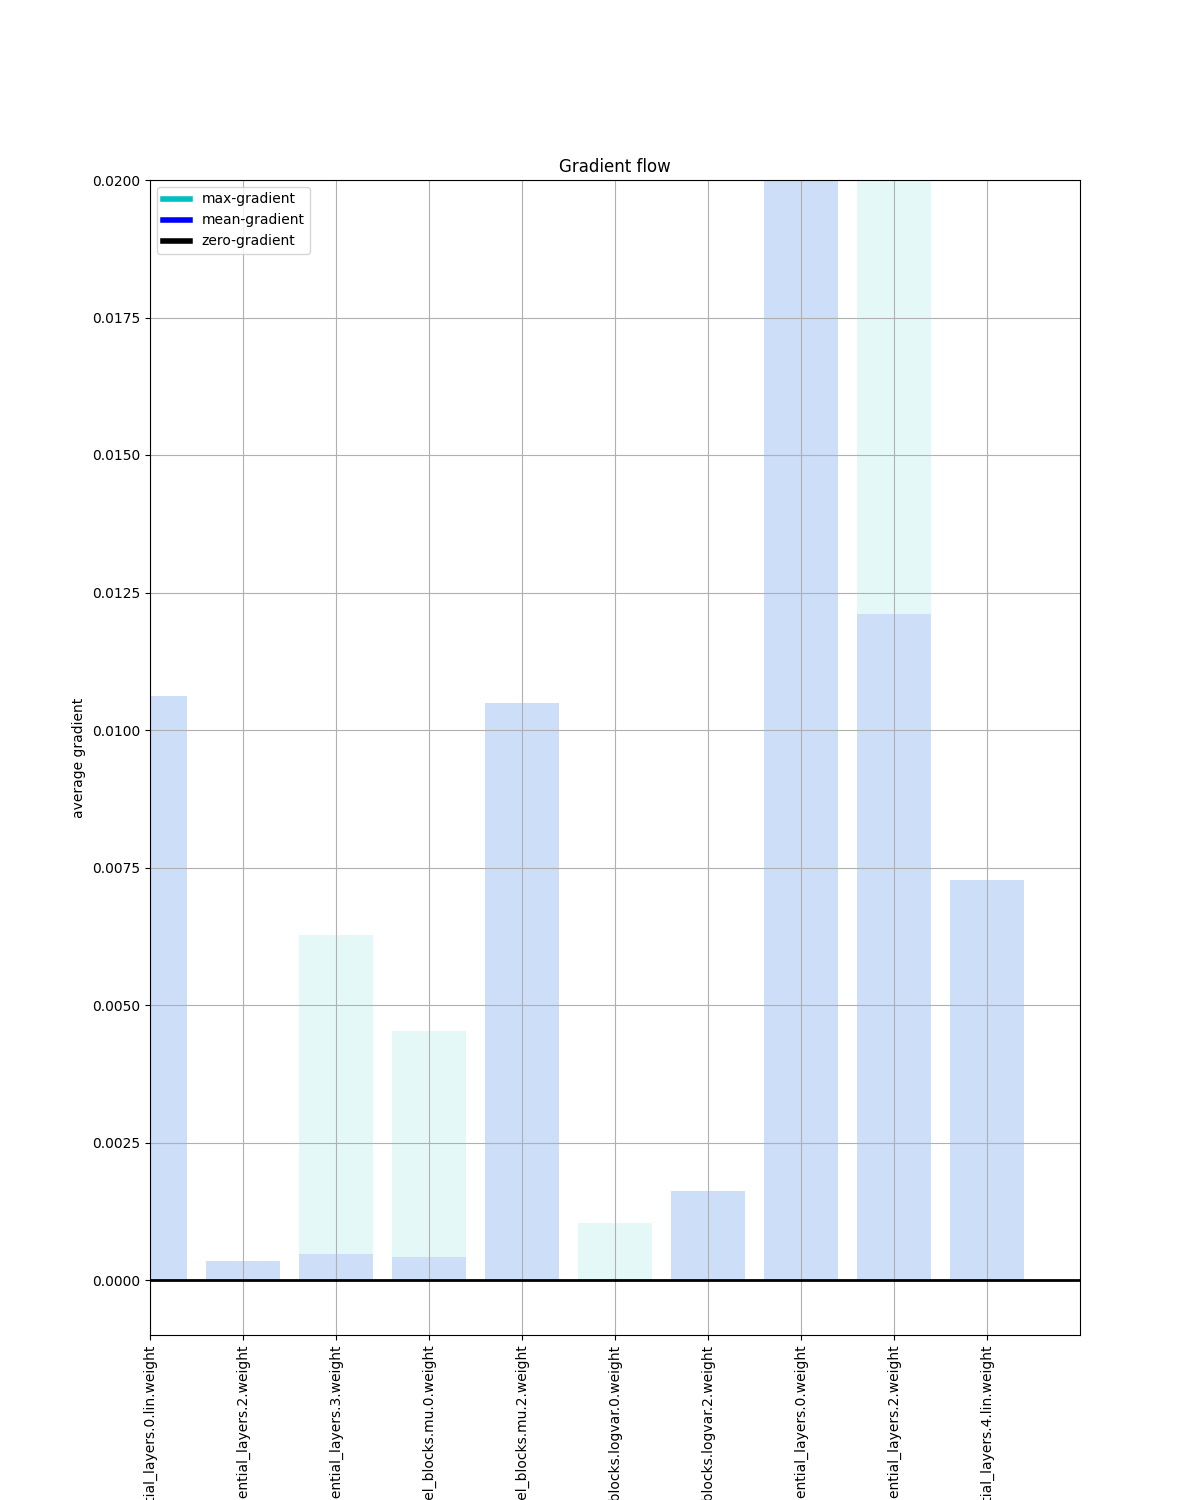 Gradient flow
max-gradient
mean-gradient
zero-gradient
0.0200
0.0175
0.0150
0.0125
0.0100
0.0075
0.0050
0.0025
0.0000
average gradient
tial_layers.0.lin.weight
ential_layers.2.weight
ential_layers.3.weight
el_blocks.mu.0.weight
el_blocks.mu.2.weight
blocks.logvar.0.weight
blocks.logvar.2.weight
ential_layers.0.weight
ential_layers.2.weight
tial_layers.4.lin.weight